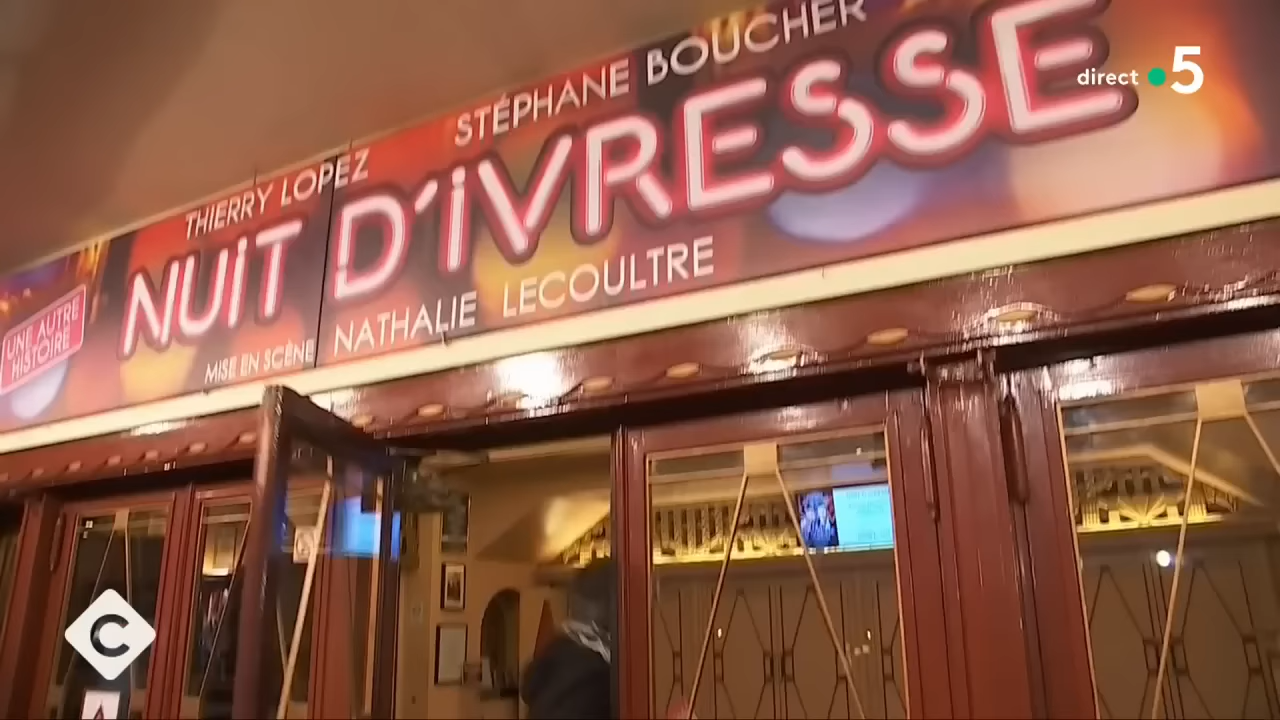 direct 5
STÉPHANE BOUCHER
THIERRY LOPEZ
NUIT D'IVRESSE
UNE AUTRE
HISTOIRE
MISE EN SCÈNE NATHALIE LECOULTRE
C
A